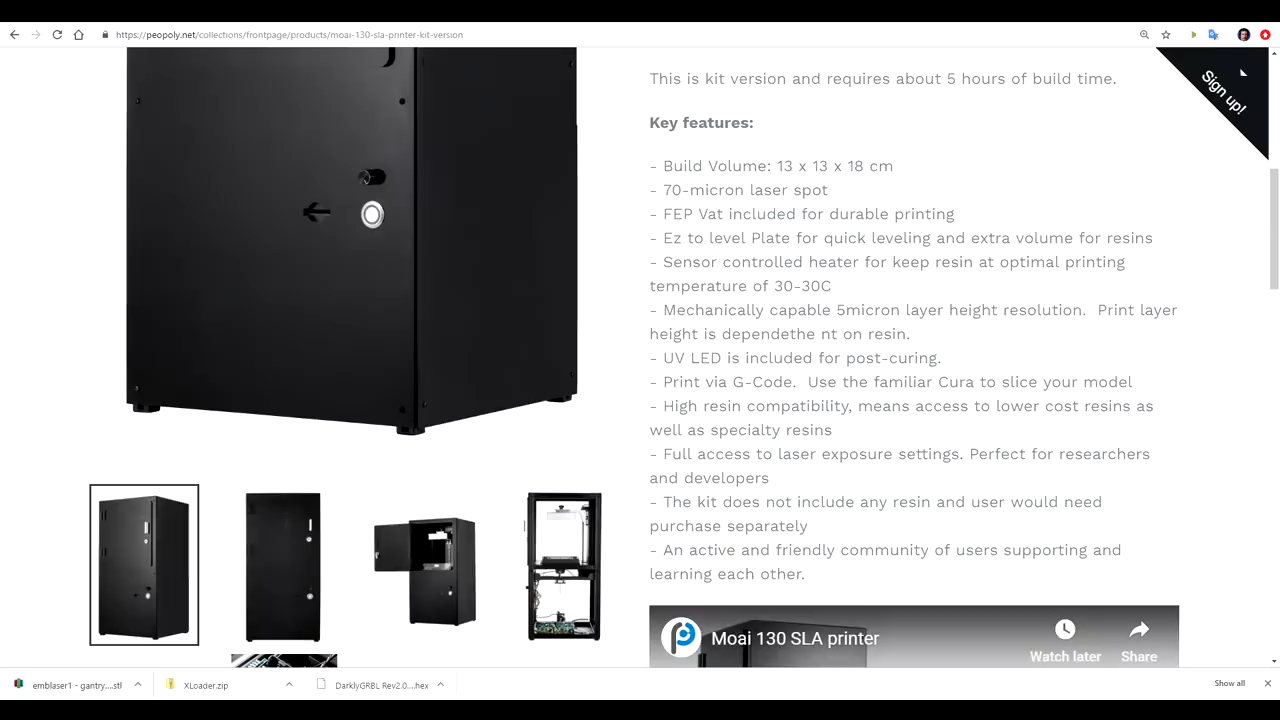 https://peopoly.net/collections/frontpage/products/moai-130-sla-printer-kit-version
This is kit version and requires about 5 hours of build time.
Sign up!
Key features:
- Build Volume: 13 x 13 x 18 cm
- 70-micron laser spot
- FEP Vat included for durable printing
- Ez to level Plate for quick leveling and extra volume for resins
- Sensor controlled heater for keep resin at optimal printing
temperature of 30-30C
- Mechanically capable 5micron layer height resolution.  Print layer
height is dependethe nt on resin.
- UV LED is included for post-curing.
- Print via G-Code.  Use the familiar Cura to slice your model
- High resin compatibility, means access to lower cost resins as
well as specialty resins
- Full access to laser exposure settings. Perfect for researchers
and developers
- The kit does not include any resin and user would need
purchase separately
- An active and friendly community of users supporting and
learning each other.
Moai 130 SLA printer
Watch later
Share
emblaser1 - gantry....stl
XLoader.zip
DarklyGRBL Rev2.0....hex
Show all